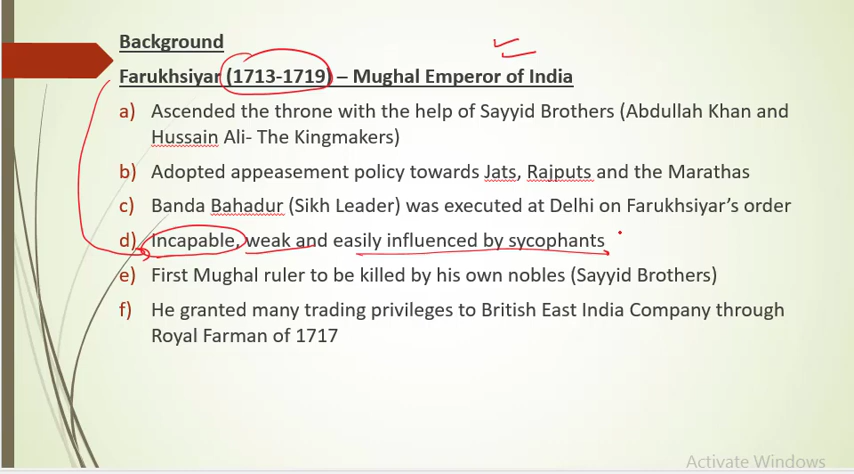 Background
Farukhsiyar (1713-1719) – Mughal Emperor of India
a) Ascended the throne with the help of Sayyid Brothers (Abdullah Khan and
Hussain Ali- The Kingmakers)
b) Adopted appeasement policy towards Jats, Rajputs and the Marathas
c) Banda Bahadur (Sikh Leader) was executed at Delhi on Farukhsiyar's order
d) Incapable, weak and easily influenced by sycophants
e) First Mughal ruler to be killed by his own nobles (Sayyid Brothers)
f) He granted many trading privileges to British East India Company through
Royal Farman of 1717
Activate Windows